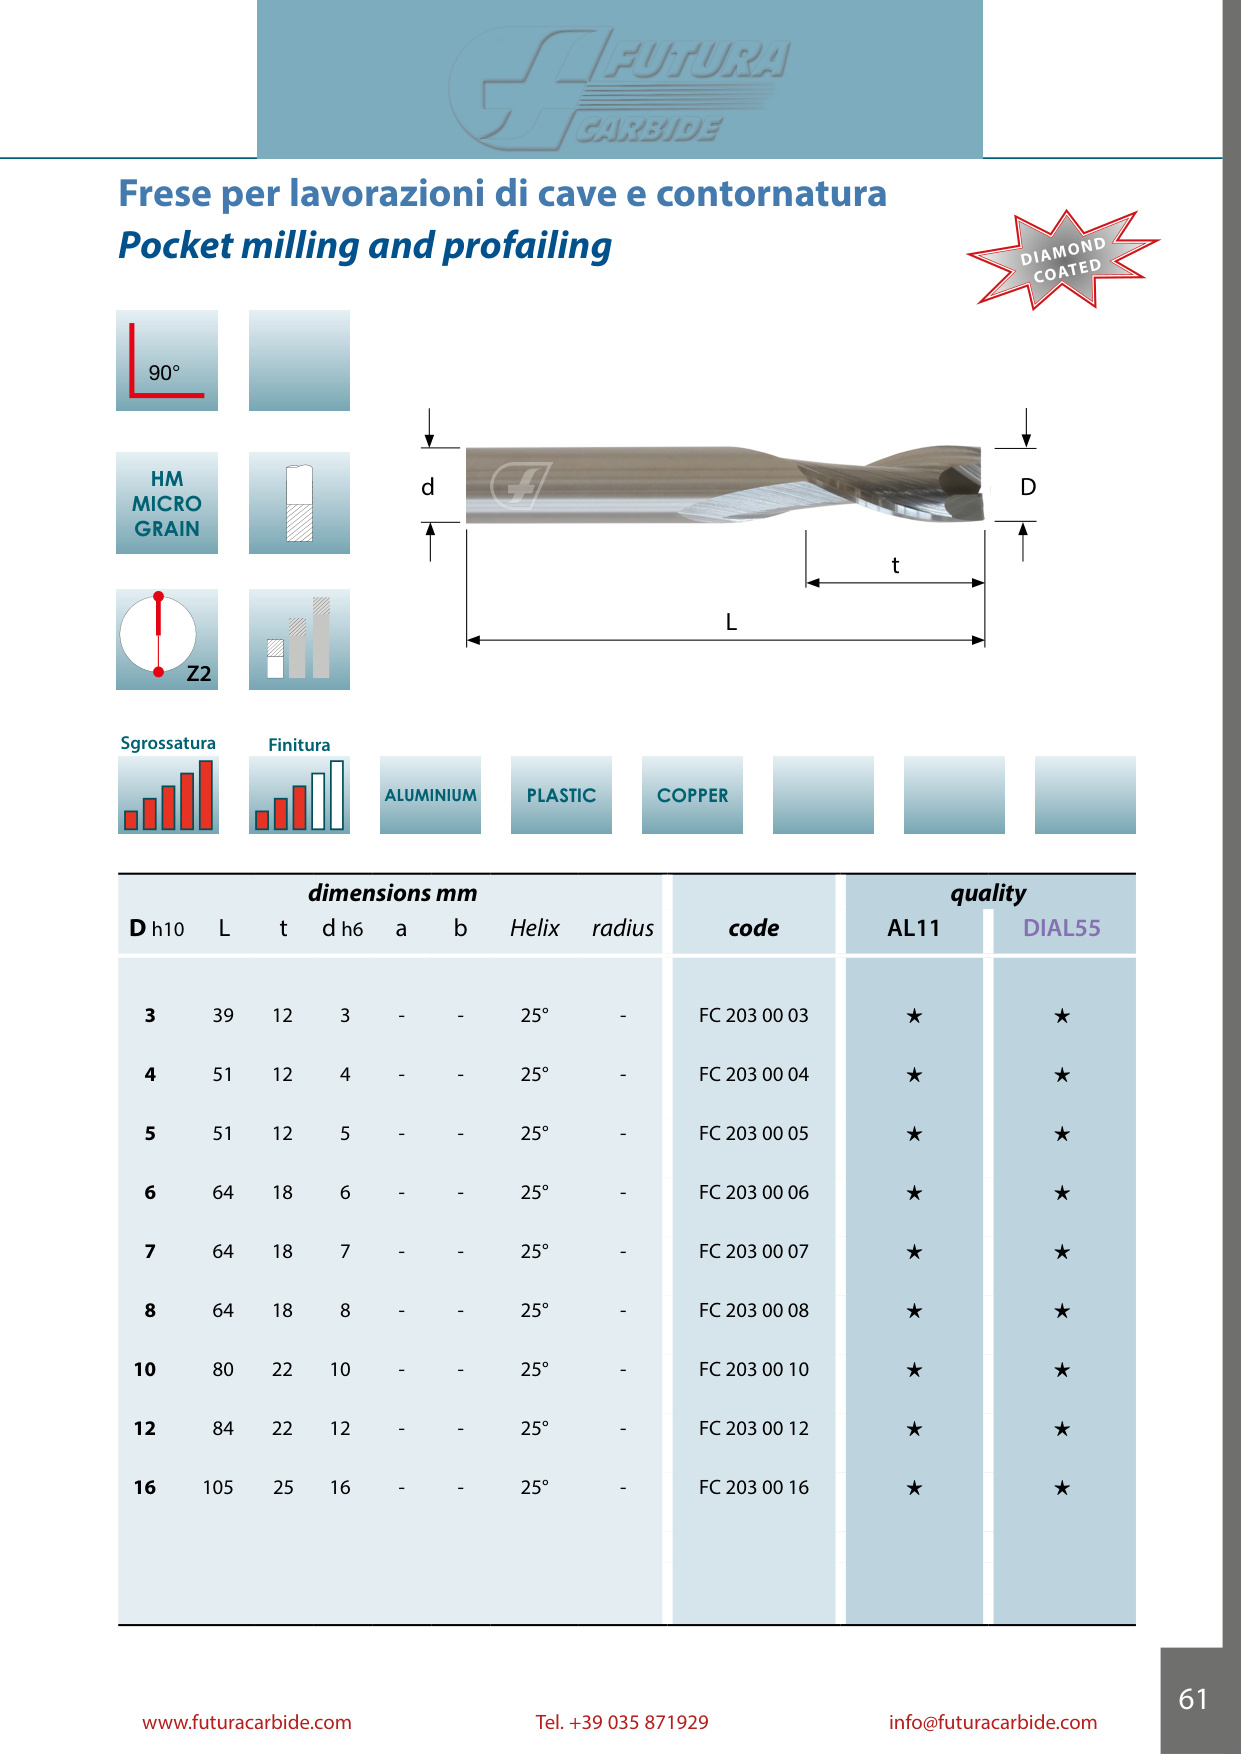 FUTURA
CARBIDE
Frese per lavorazioni di cave e contornatura
Pocket milling and profailing
DIAMOND
COATED
90°
HM
MICRO
GRAIN
d
D
t
L
Z2
Sgrossatura
Finitura
ALUMINIUM
PLASTIC
COPPER
dimensions mm
quality
D h10 L t d h6 a b Helix radius code AL11 DIAL55
3 39 12 3 - - 25° - FC 203 00 03 ★ ★
4 51 12 4 - - 25° - FC 203 00 04 ★ ★
5 51 12 5 - - 25° - FC 203 00 05 ★ ★
6 64 18 6 - - 25° - FC 203 00 06 ★ ★
7 64 18 7 - - 25° - FC 203 00 07 ★ ★
8 64 18 8 - - 25° - FC 203 00 08 ★ ★
10 80 22 10 - - 25° - FC 203 00 10 ★ ★
12 84 22 12 - - 25° - FC 203 00 12 ★ ★
16 105 25 16 - - 25° - FC 203 00 16 ★ ★
61
www.futuracarbide.com Tel. +39 035 871929 info@futuracarbide.com